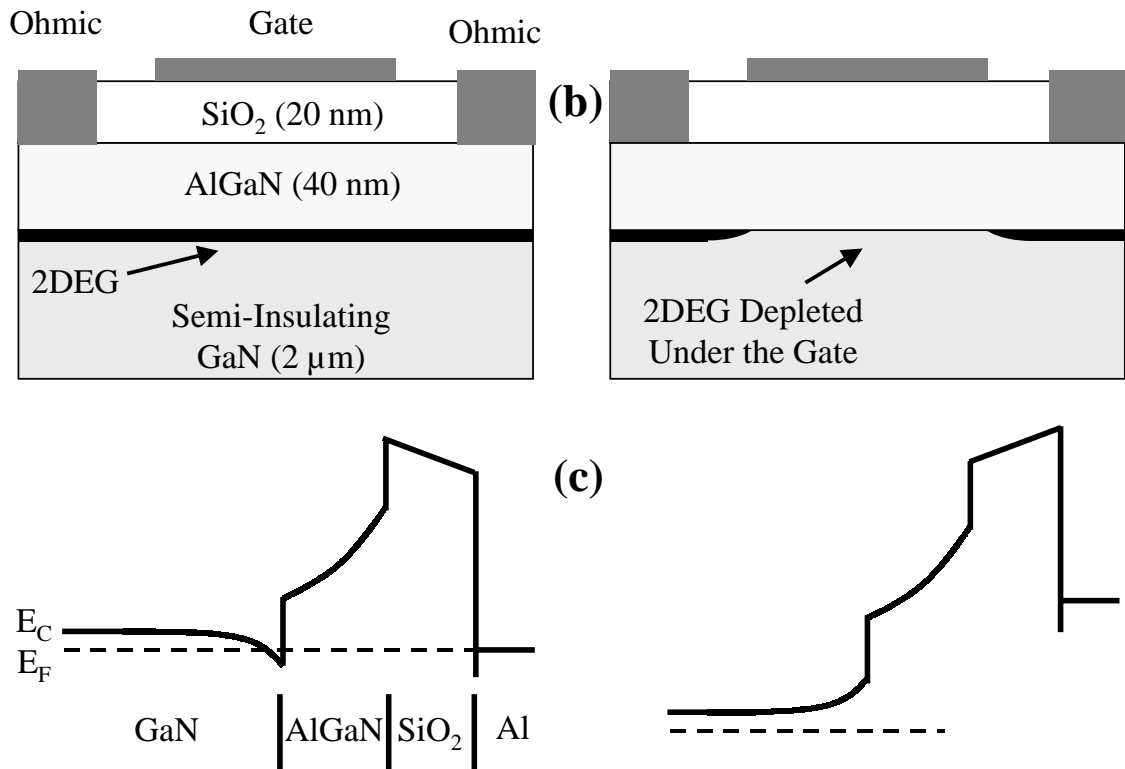 Ohmic
Gate
Ohmic
SiO2 (20 nm)
AlGaN (40 nm)
2DEG
Semi-Insulating
GaN (2 µm)
(b)
2DEG Depleted
Under the Gate
(c)
EC
EF
GaN
AlGaN
SiO2
Al